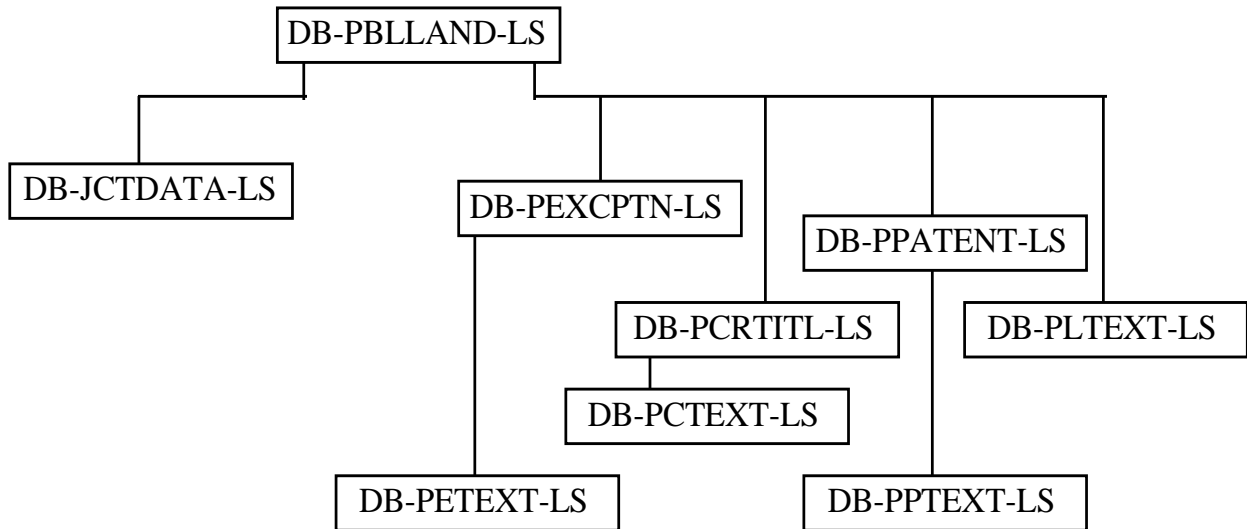 DB-PBLLAND-LS
DB-JCTDATA-LS
DB-PEXCPTN-LS
DB-PPATENT-LS
DB-PCRTITL-LS
DB-PLTEXT-LS
DB-PCTEXT-LS
DB-PETEXT-LS
DB-PPTEXT-LS